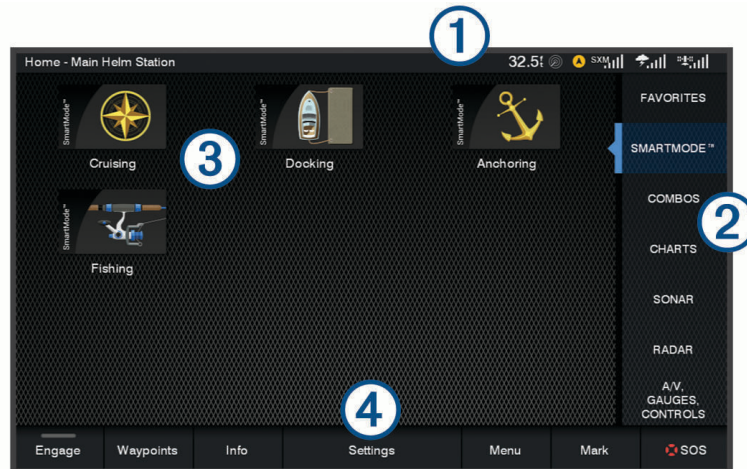 1
Home - Main Helm Station
32.5 ft
SXM
FAVORITES
SmartMode™
SmartMode™
SmartMode™
SMARTMODE™
Cruising
3
Docking
Anchoring
COMBOS
2
SmartMode™
CHARTS
Fishing
SONAR
RADAR
A/V,
GAUGES,
CONTROLS
4
Engage
Waypoints
Info
Settings
Menu
Mark
SOS